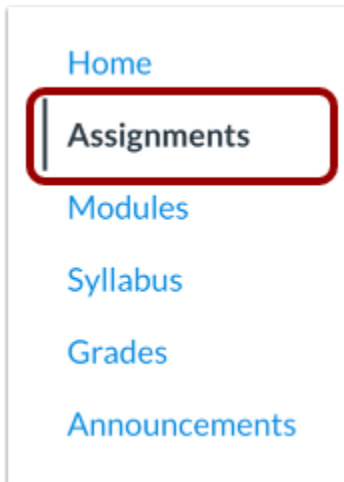 Home
Assignments
Modules
Syllabus
Grades
Announcements